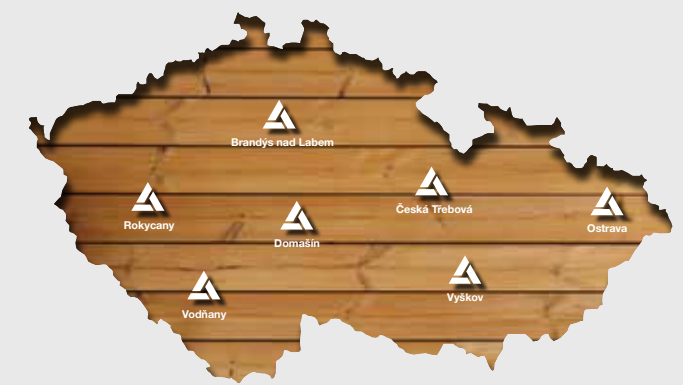 Brandýs nad Labem
Česká Třebová
Rokycany
Ostrava
Domašín
Vyškov
Vodňany